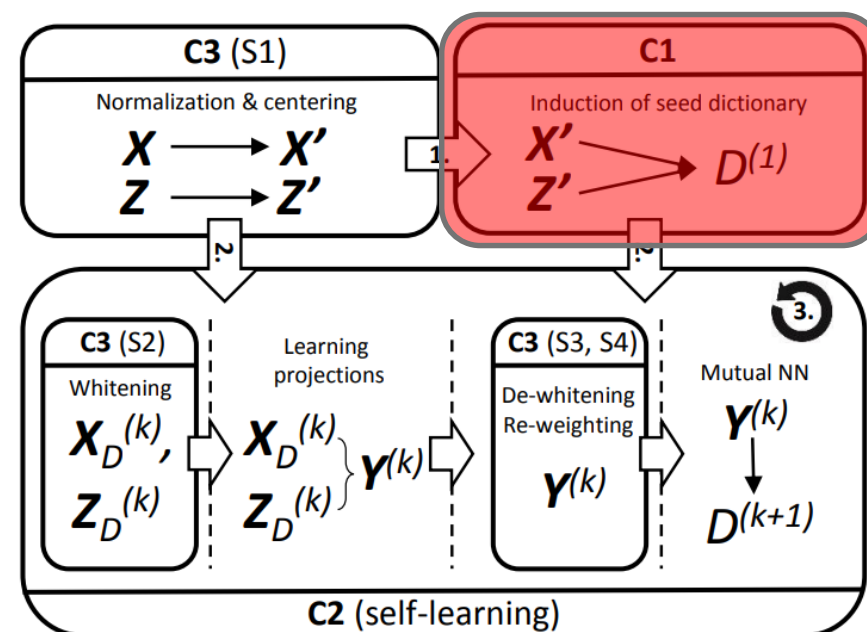 C3 (S1)
Normalization & centering
X X′
Z Z′
1.
C1
Induction of seed dictionary
X′
Z′
D(1)
2.
2.
3.
C3 (S2)
Whitening
XD(k),
ZD(k)
Learning
projections
XD(k)
ZD(k)
Y(k)
C3 (S3, S4)
De-whitening
Re-weighting
Y(k)
Mutual NN
Y(k)
D(k+1)
C2 (self-learning)